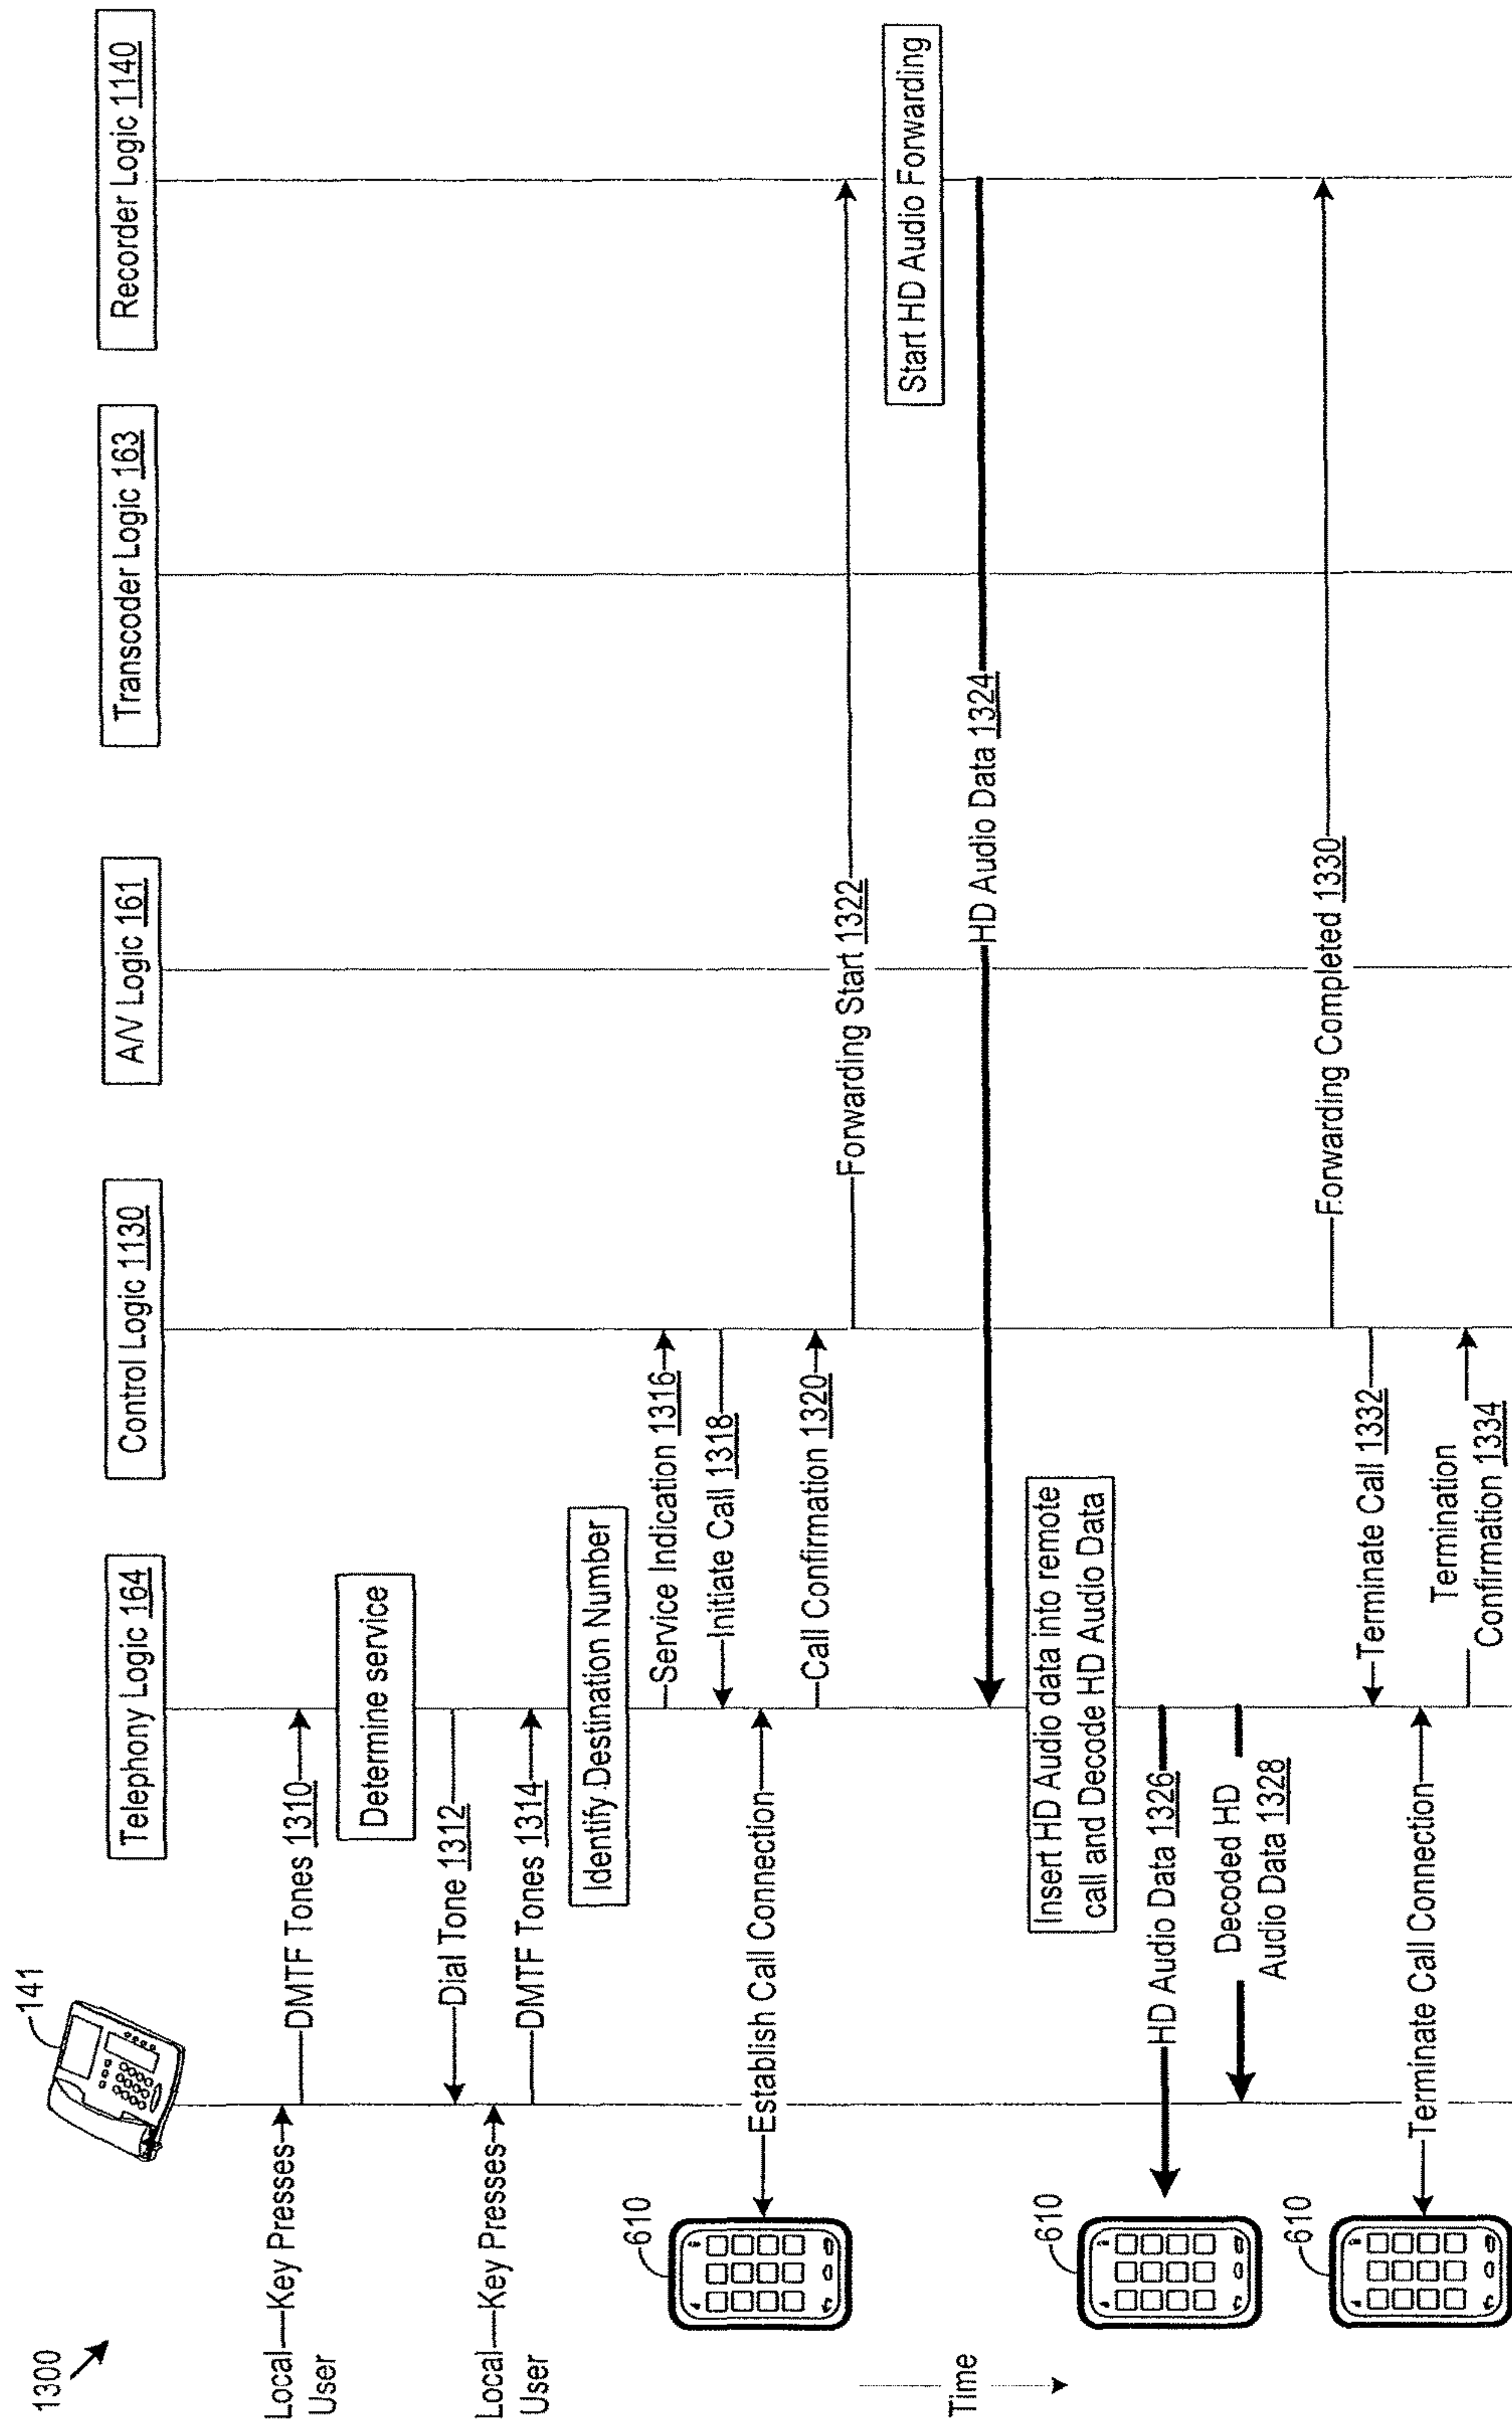 1300
141
Telephony Logic 164
Control Logic 1130
A/V Logic 161
Transcoder Logic 163
Recorder Logic 1140
Local
User
Key Presses
DMTF Tones 1310
Determine service
Dial Tone 1312
Local
User
Key Presses
DMTF Tones 1314
Identify Destination Number
Service Indication 1316
Initiate Call 1318
610
Establish Call Connection
Call Confirmation 1320
Forwarding Start 1322
Start HD Audio Forwarding
HD Audio Data 1324
Time
Insert HD Audio data into remote
call and Decode HD Audio Data
610
HD Audio Data 1326
Decoded HD
Audio Data 1328
Forwarding Completed 1330
Terminate Call 1332
610
Terminate Call Connection
Termination
Confirmation 1334